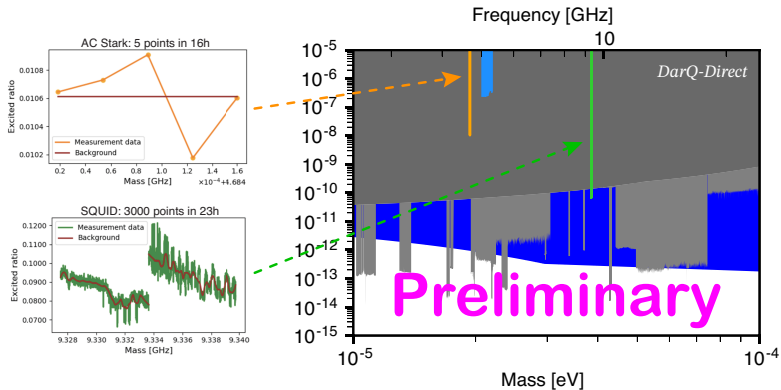 AC Stark: 5 points in 16h
Excited ratio
0.0108
0.0106
0.0104
0.0102
Measurement data
Background
0.2 0.4 0.6 0.8 1.0 1.2 1.4 1.6
×10⁻⁴+4.684
Mass [GHz]
SQUID: 3000 points in 23h
Excited ratio
0.1200
0.1100
0.1000
0.0900
0.0800
0.0700
Measurement data
Background
9.328 9.330 9.332 9.334 9.336 9.338 9.340
Mass [GHz]
Frequency [GHz]
10
10⁻⁵
10⁻⁶
10⁻⁷
10⁻⁸
10⁻⁹
10⁻¹⁰
10⁻¹¹
10⁻¹²
10⁻¹³
10⁻¹⁴
10⁻¹⁵
DarQ-Direct
Preliminary
10⁻⁵ 10⁻⁴
Mass [eV]